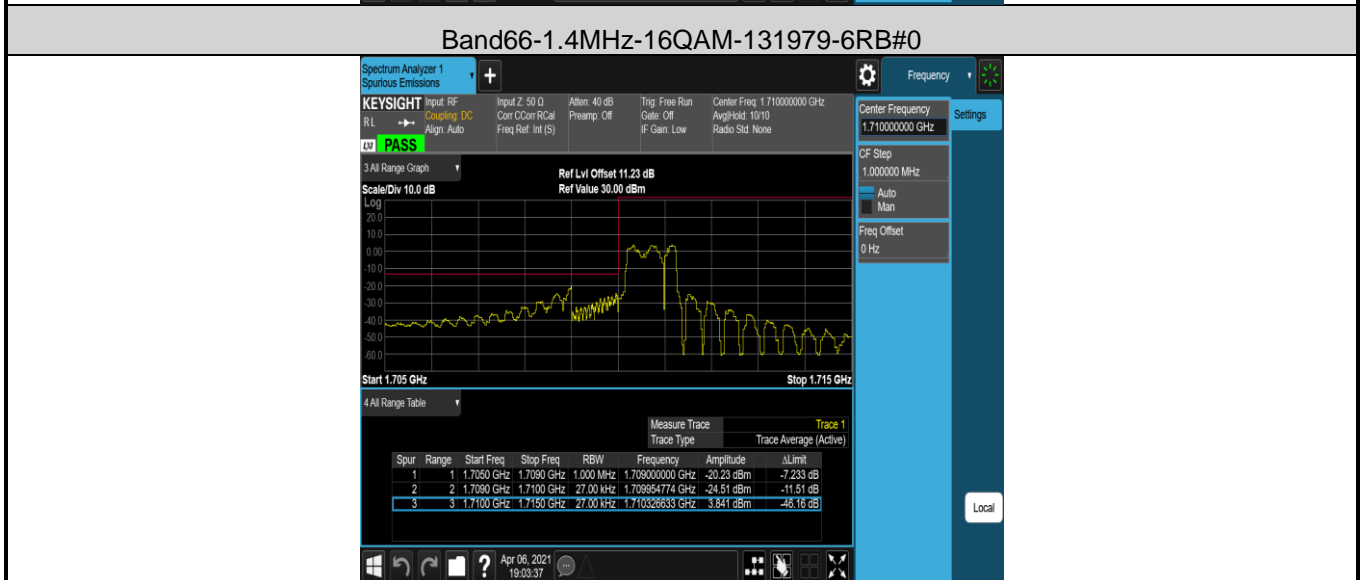 Band66-1.4MHz-16QAM-131979-6RB#0
Spectrum Analyzer 1
Spurious Emissions
+
Frequency
KEYSIGHT Input: RF
RL Coupling: DC
Align: Auto
Input Z: 50 Ω
Corr CCorr RCal
Freq Ref: Int (S)
Atten: 40 dB
Preamp: Off
Trig: Free Run
Gate: Off
IF Gain: Low
Center Freq: 1.710000000 GHz
Avg|Hold: 10/10
Radio Std: None
LXI PASS
Center Frequency
1.710000000 GHz
Settings
CF Step
1.000000 MHz
Auto
Man
Freq Offset
0 Hz
3 All Range Graph
Ref Lvl Offset 11.23 dB
Scale/Div 10.0 dB Ref Value 30.00 dBm
Log
20.0
10.0
0.00
-10.0
-20.0
-30.0
-40.0
-50.0
-60.0
Start 1.705 GHz Stop 1.715 GHz
4 All Range Table
Measure Trace Trace 1
Trace Type Trace Average (Active)
Spur Range Start Freq Stop Freq RBW Frequency Amplitude ΔLimit
1 1 1.7050 GHz 1.7090 GHz 1.000 MHz 1.709000000 GHz -20.23 dBm -7.233 dB
2 2 1.7090 GHz 1.7100 GHz 27.00 kHz 1.709954774 GHz -24.51 dBm -11.51 dB
3 3 1.7100 GHz 1.7150 GHz 27.00 kHz 1.710326633 GHz 3.841 dBm -46.16 dB
Local
? Apr 06, 2021
19:03:37